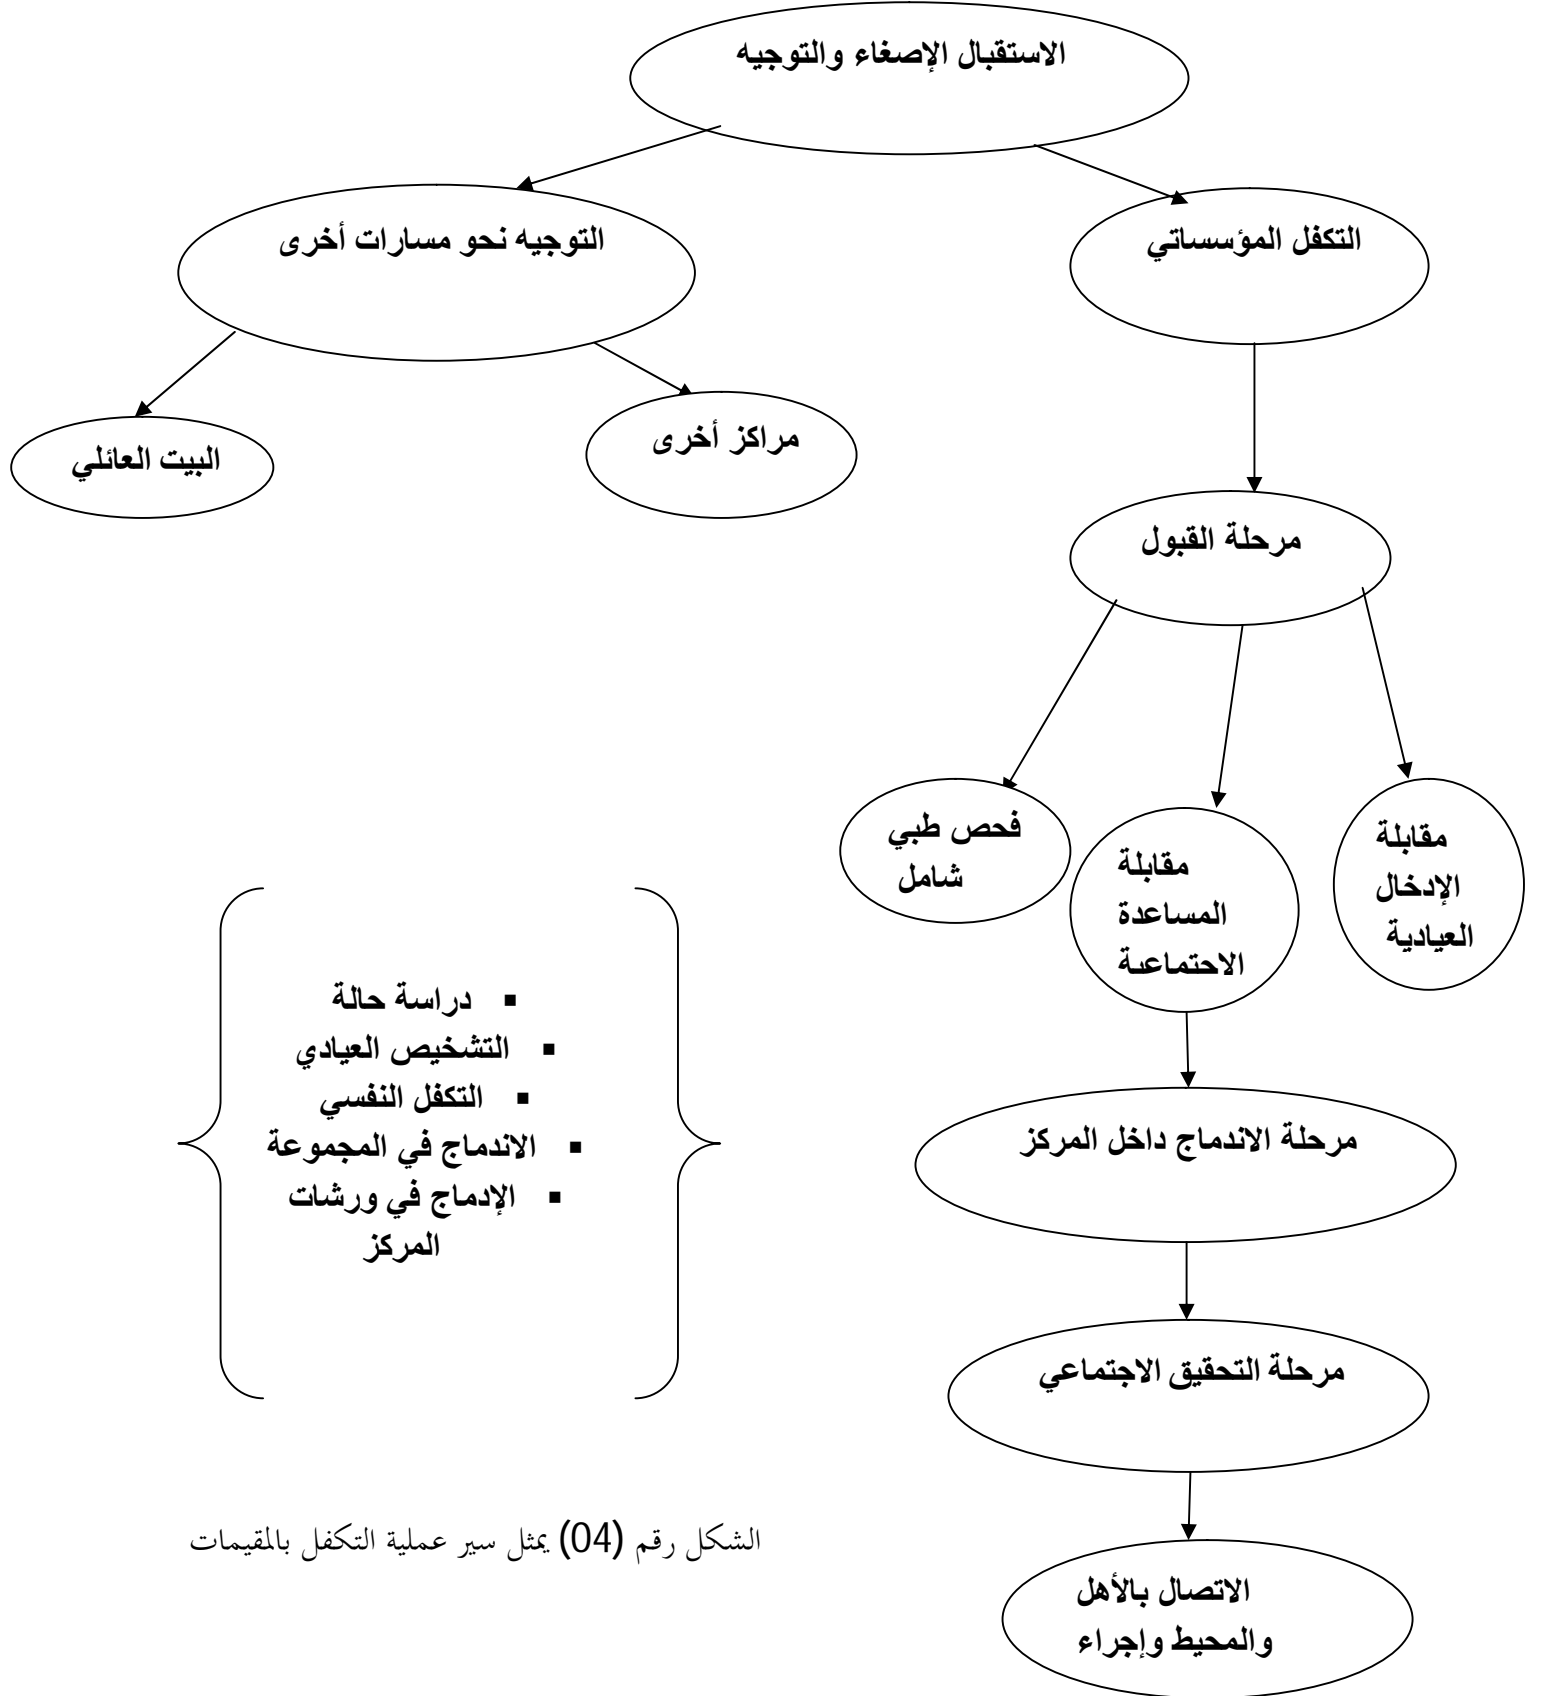 الاستقبال الإصغاء والتوجيه
التكفل المؤسساتي
التوجيه نحو مسارات أخرى
مراكز أخرى
البيت العائلي
مرحلة القبول
مقابلة
الإدخال
العيادية
مقابلة
المساعدة
الاجتماعية
فحص طبي
شامل
▪ دراسة حالة
▪ التشخيص العيادي
▪ التكفل النفسي
▪ الاندماج في المجموعة
▪ الإدماج في ورشات
المركز
مرحلة الاندماج داخل المركز
مرحلة التحقيق الاجتماعي
الاتصال بالأهل
والمحيط وإجراء
الشكل رقم (04) يمثل سير عملية التكفل بالمقيمات